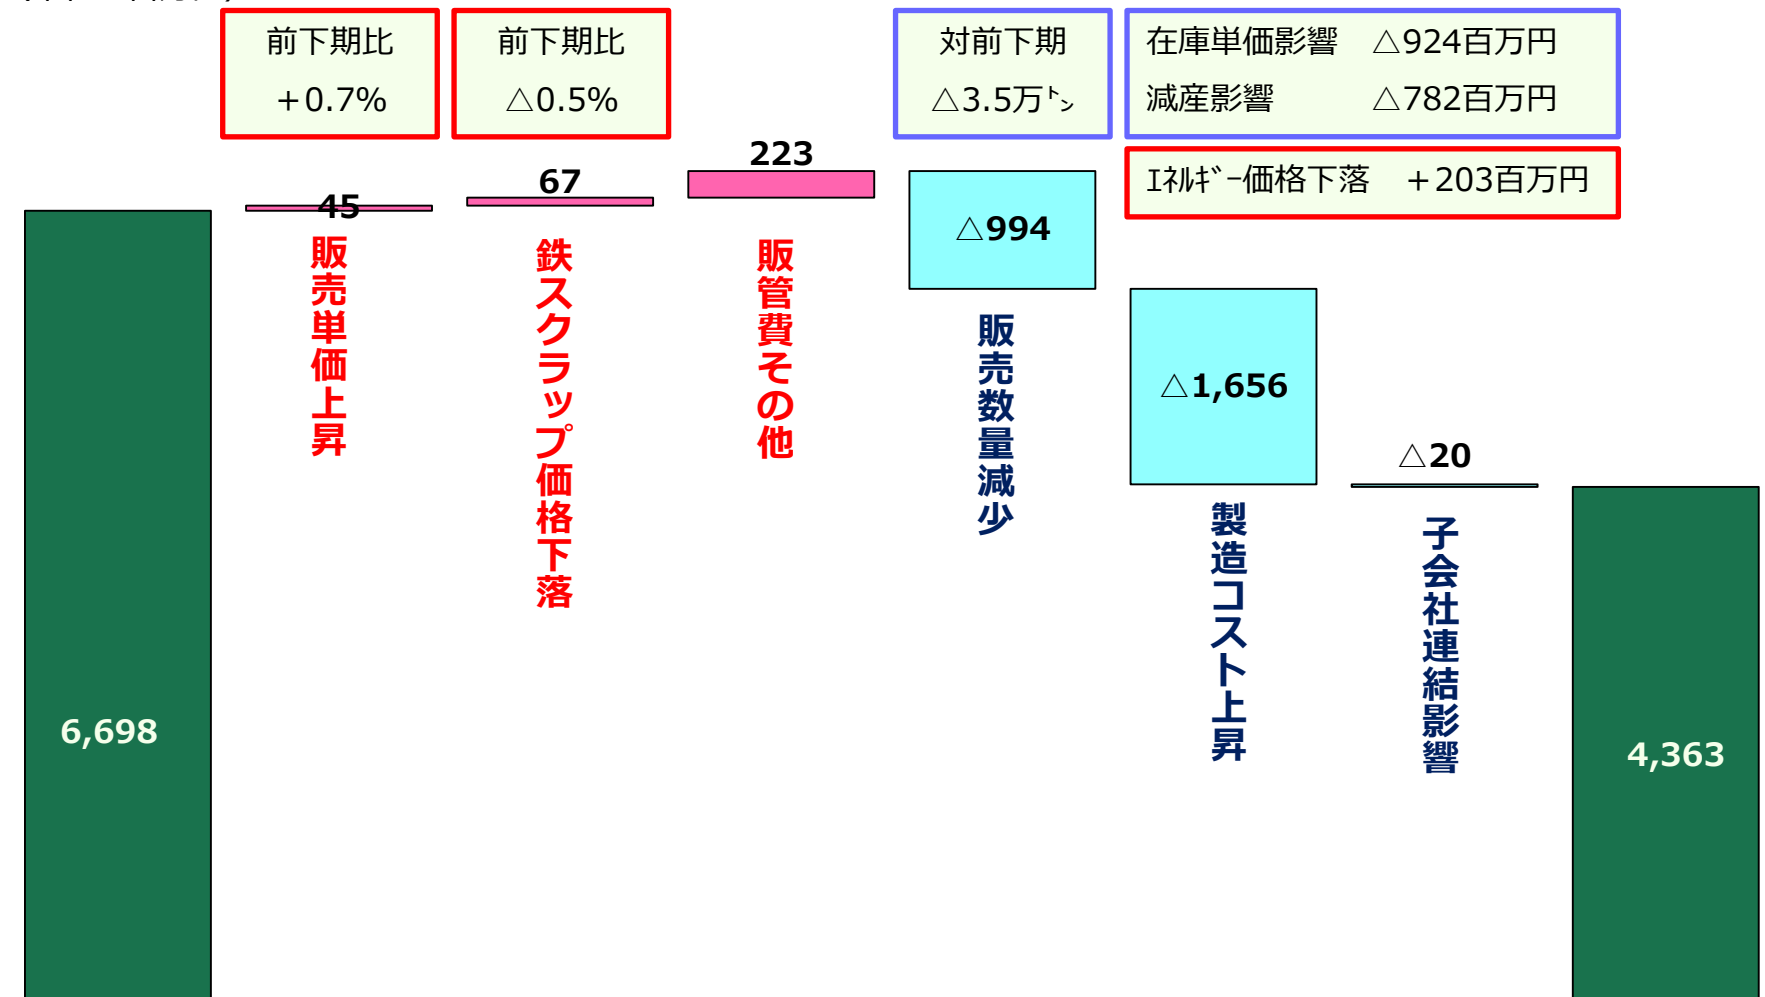 前下期比
＋0.7%
前下期比
△0.5%
対前下期
△3.5万㌧
在庫単価影響　△924百万円
減産影響　△782百万円
ｴﾈﾙｷﾞｰ価格下落　＋203百万円
6,698
45
販売単価上昇
67
鉄スクラップ価格下落
223
販管費その他
△994
販売数量減少
△1,656
製造コスト上昇
△20
子会社連結影響
4,363